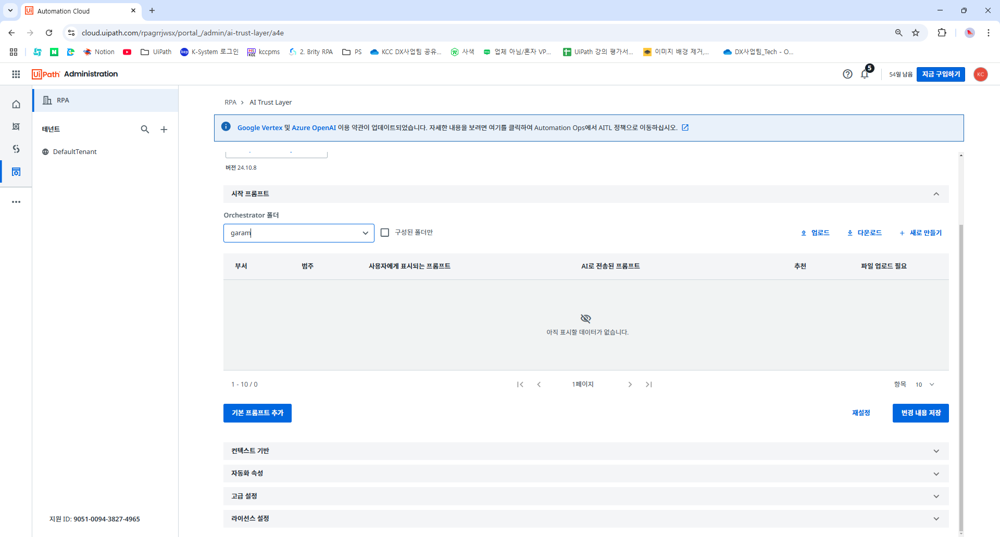 Automation Cloud
cloud.uipath.com/rpagrrjwsx/portal_/admin/ai-trust-layer/a4e
Notion
UiPath
K-System 로그인
kccpms
2. Brity RPA
PS
KCC DX사업팀 공유...
사색
업체 아님/혼자 VP...
UiPath 강의 평가서...
이미지 배경 제거,...
DX사업팀_Tech - O...
UiPath Administration
5
54일 남음
지금 구입하기
KC
RPA
테넌트
DefaultTenant
지원 ID: 9051-0094-3827-4965
RPA > AI Trust Layer
Google Vertex 및 Azure OpenAI 이용 약관이 업데이트되었습니다. 자세한 내용을 보려면 여기를 클릭하여 Automation Ops에서 AITL 정책으로 이동하십시오.
버전 24.10.8
시작 프롬프트
Orchestrator 폴더
garam
구성된 폴더만
업로드
다운로드
새로 만들기
부서 범주 사용자에게 표시되는 프롬프트 AI로 전송된 프롬프트 추천 파일 업로드 필요
아직 표시할 데이터가 없습니다.
1 - 10 / 0
1페이지
항목 10
기본 프롬프트 추가
재설정
변경 내용 저장
컨텍스트 기반
자동화 속성
고급 설정
라이선스 설정